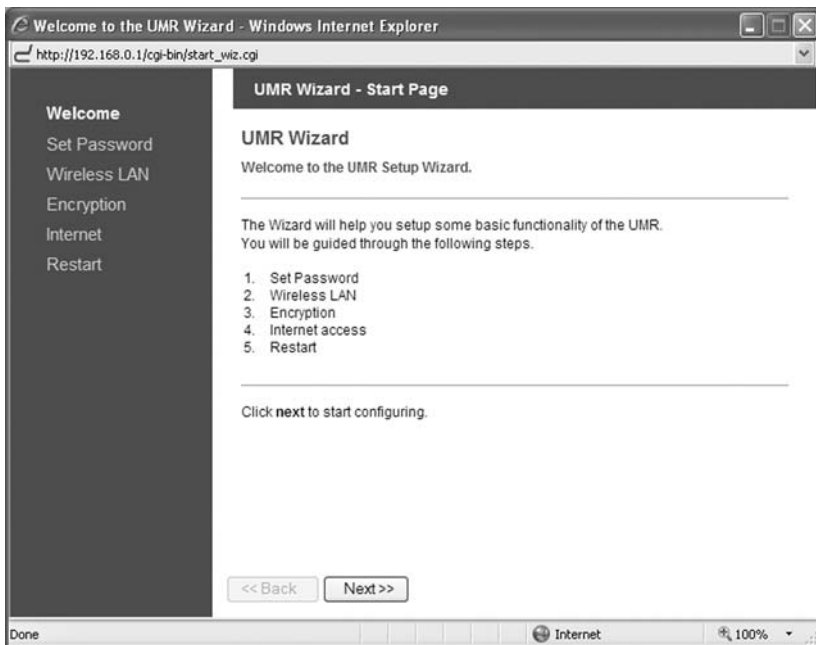 Welcome to the UMR Wizard - Windows Internet Explorer
http://192.168.0.1/cgi-bin/start_wiz.cgi
Welcome
Set Password
Wireless LAN
Encryption
Internet
Restart
UMR Wizard - Start Page
UMR Wizard
Welcome to the UMR Setup Wizard.
The Wizard will help you setup some basic functionality of the UMR.
You will be guided through the following steps.
1. Set Password
2. Wireless LAN
3. Encryption
4. Internet access
5. Restart
Click next to start configuring.
<< Back Next >>
Done Internet 100%